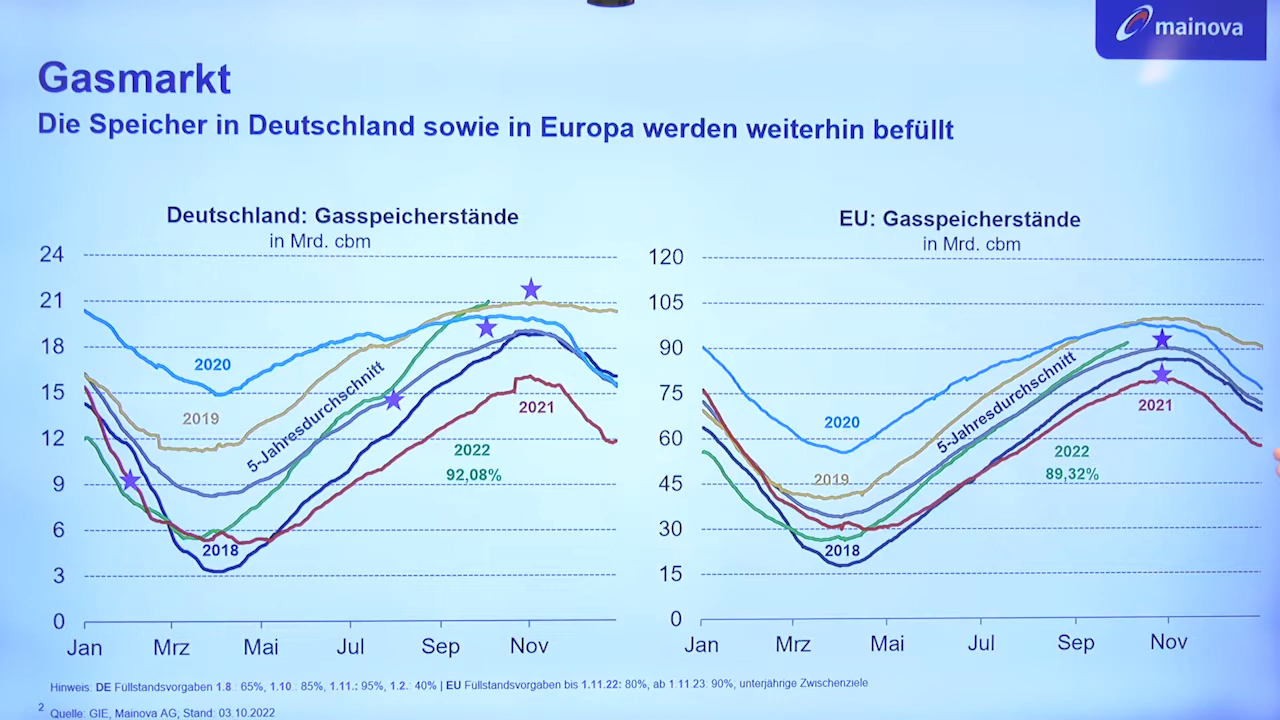 mainova
Gasmarkt
Die Speicher in Deutschland sowie in Europa werden weiterhin befüllt
Deutschland: Gasspeicherstände
in Mrd. cbm
24
21
18
15
12
9
6
3
0
Jan Mrz Mai Jul Sep Nov
2020
2019
5-Jahresdurchschnitt
2021
2022
92,08%
2018
EU: Gasspeicherstände
in Mrd. cbm
120
105
90
75
60
45
30
15
0
Jan Mrz Mai Jul Sep Nov
2020
2019
5-Jahresdurchschnitt
2021
2022
89,32%
2018
Hinweis: DE Füllstandsvorgaben 1.8.: 65%, 1.10.: 85%, 1.11.: 95%, 1.2.: 40% | EU Füllstandsvorgaben bis 1.11.22: 80%, ab 1.11.23: 90%, unterjährige Zwischenziele
2 Quelle: GIE, Mainova AG, Stand: 03.10.2022